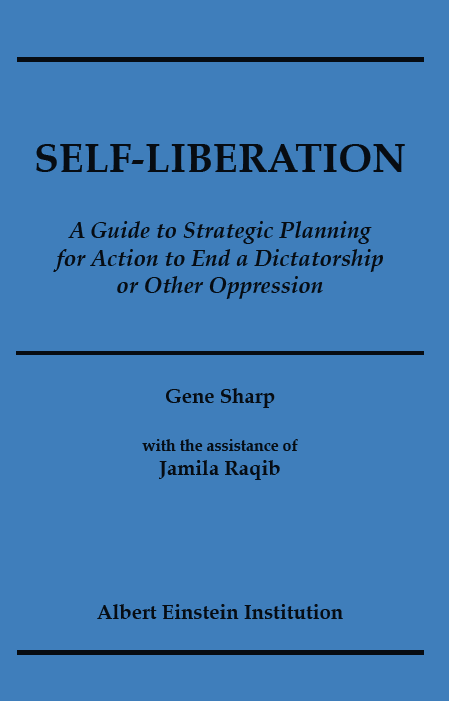 SELF-LIBERATION
A Guide to Strategic Planning
for Action to End a Dictatorship
or Other Oppression
Gene Sharp
with the assistance of
Jamila Raqib
Albert Einstein Institution